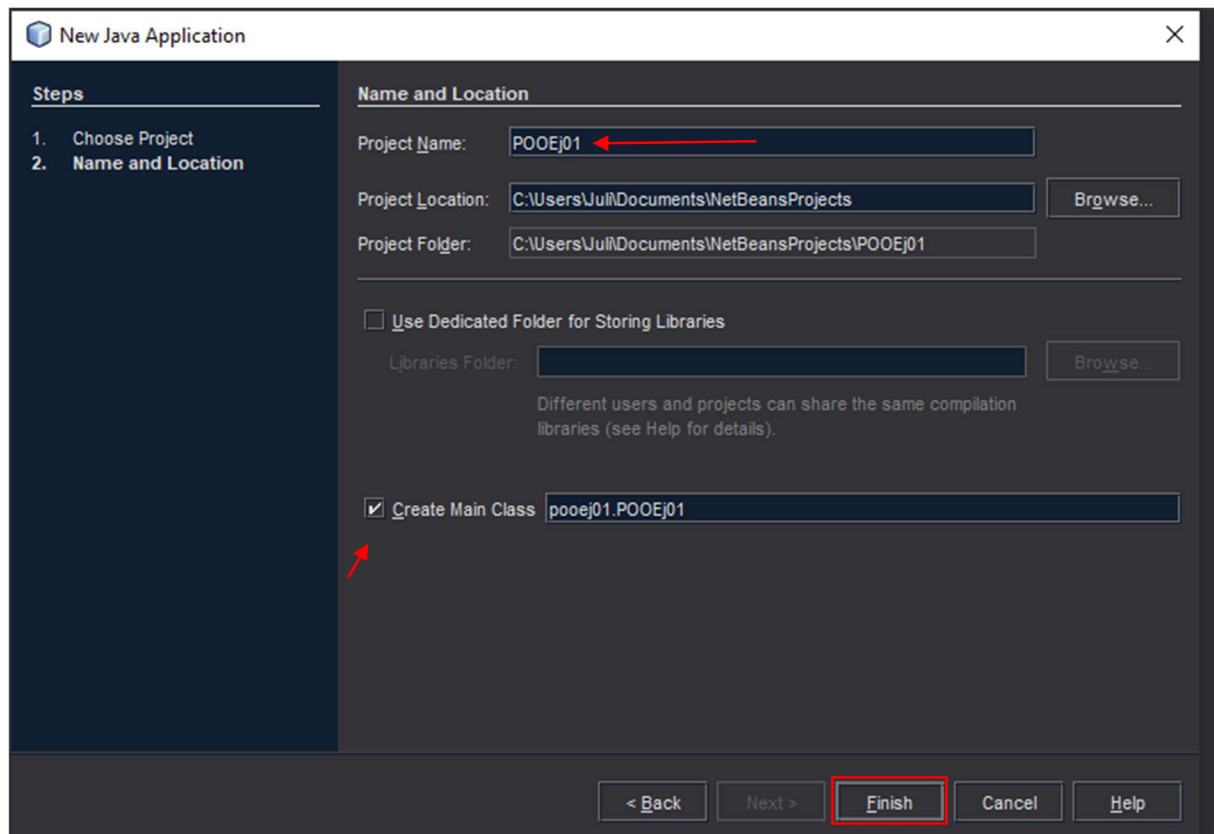 New Java Application
Steps
1. Choose Project
2. Name and Location
Name and Location
Project Name: POOEj01
Project Location: C:\Users\Juli\Documents\NetBeansProjects Browse...
Project Folder: C:\Users\Juli\Documents\NetBeansProjects\POOEj01
Use Dedicated Folder for Storing Libraries
Libraries Folder: Browse...
Different users and projects can share the same compilation
libraries (see Help for details).
Create Main Class pooej01.POOEj01
< Back Next > Finish Cancel Help